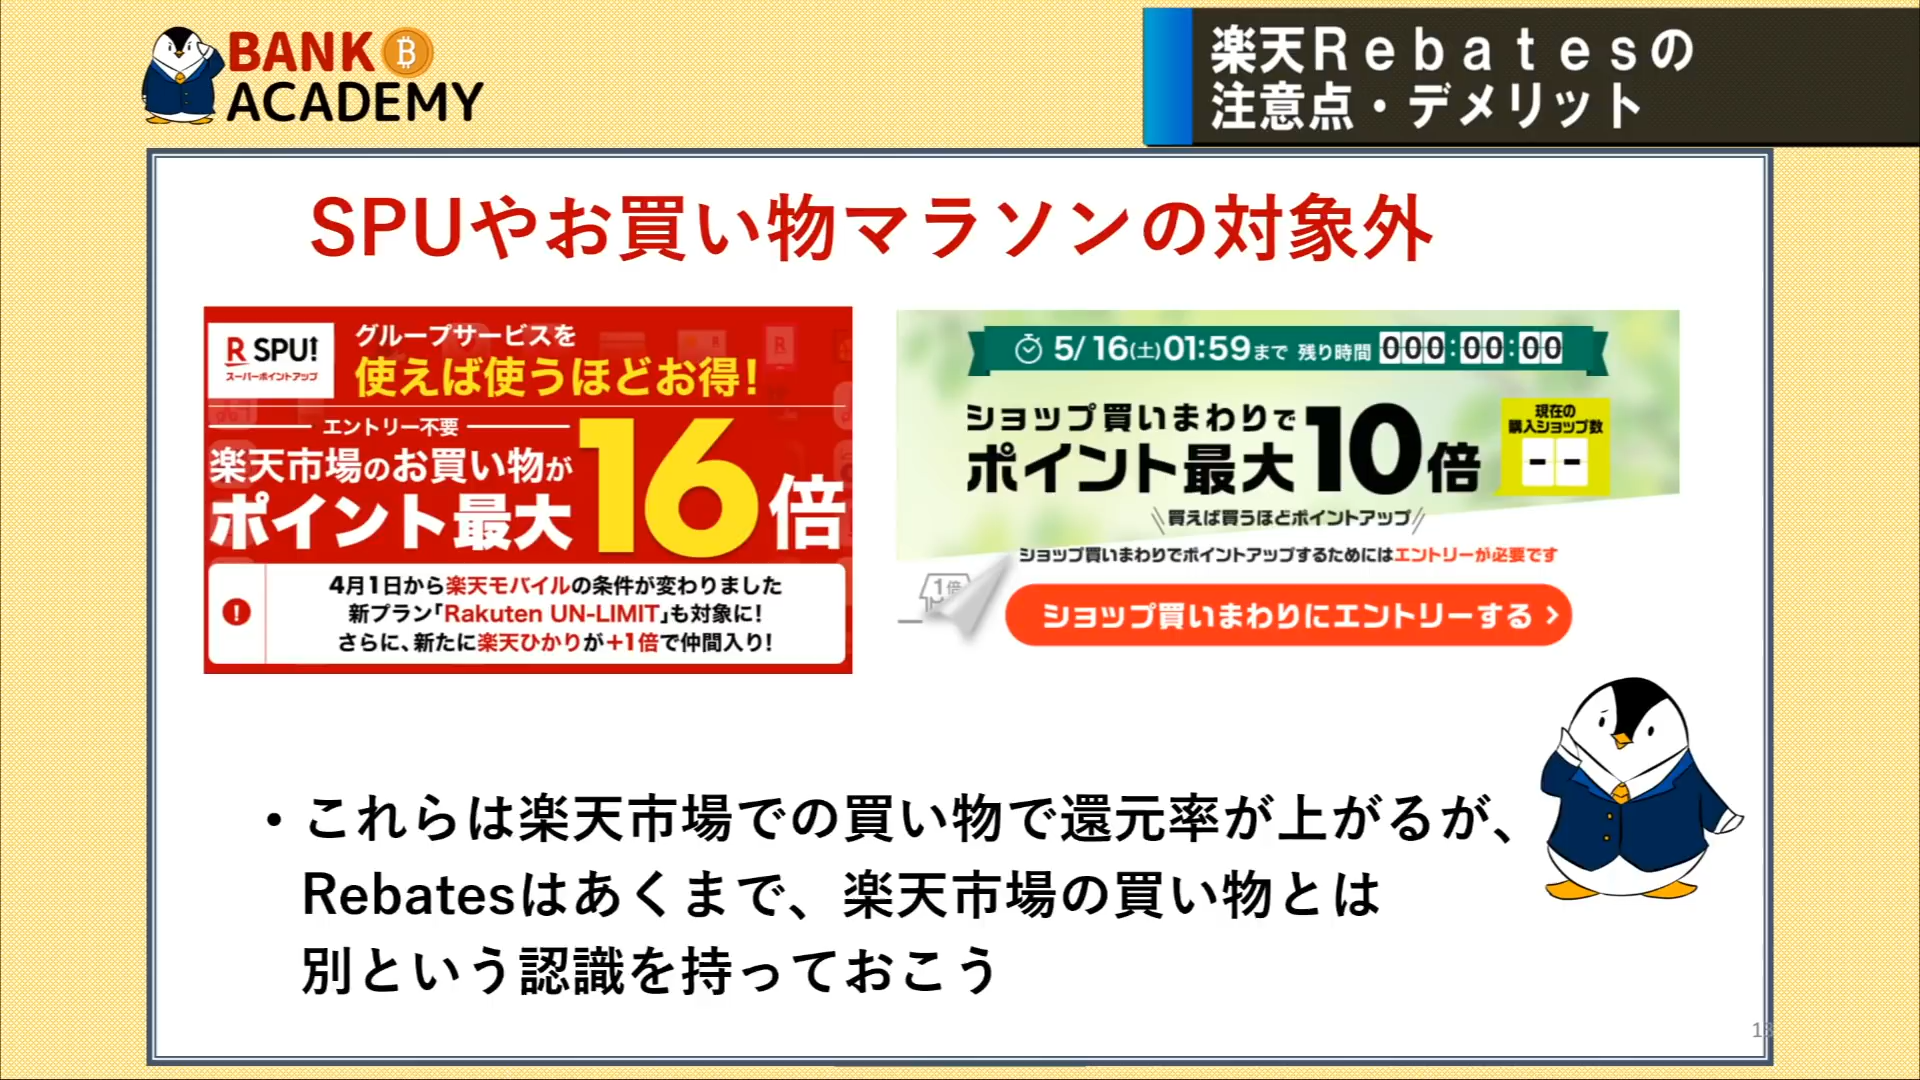 BANK
ACADEMY
楽天Rebatesの
注意点・デメリット
SPUやお買い物マラソンの対象外
R SPU!
スーパーポイントアップ
グループサービスを
使えば使うほどお得!
エントリー不要
楽天市場のお買い物が
ポイント最大16倍
4月1日から楽天モバイルの条件が変わりました
新プラン「Rakuten UN-LIMIT」も対象に!
さらに、新たに楽天ひかりが+1倍で仲間入り!
5/16(土)01:59まで 残り時間 000:00:00
ショップ買いまわりで
ポイント最大10倍
現在の
購入ショップ数
--
買えば買うほどポイントアップ
ショップ買いまわりでポイントアップするためにはエントリーが必要です
1倍
ショップ買いまわりにエントリーする >
・これらは楽天市場での買い物で還元率が上がるが、
Rebatesはあくまで、楽天市場の買い物とは
別という認識を持っておこう